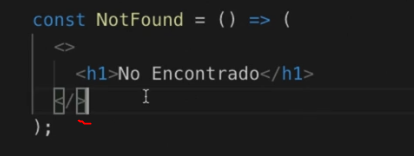 const NotFound = () => (
<>
<h1>No Encontrado</h1>
</>
);